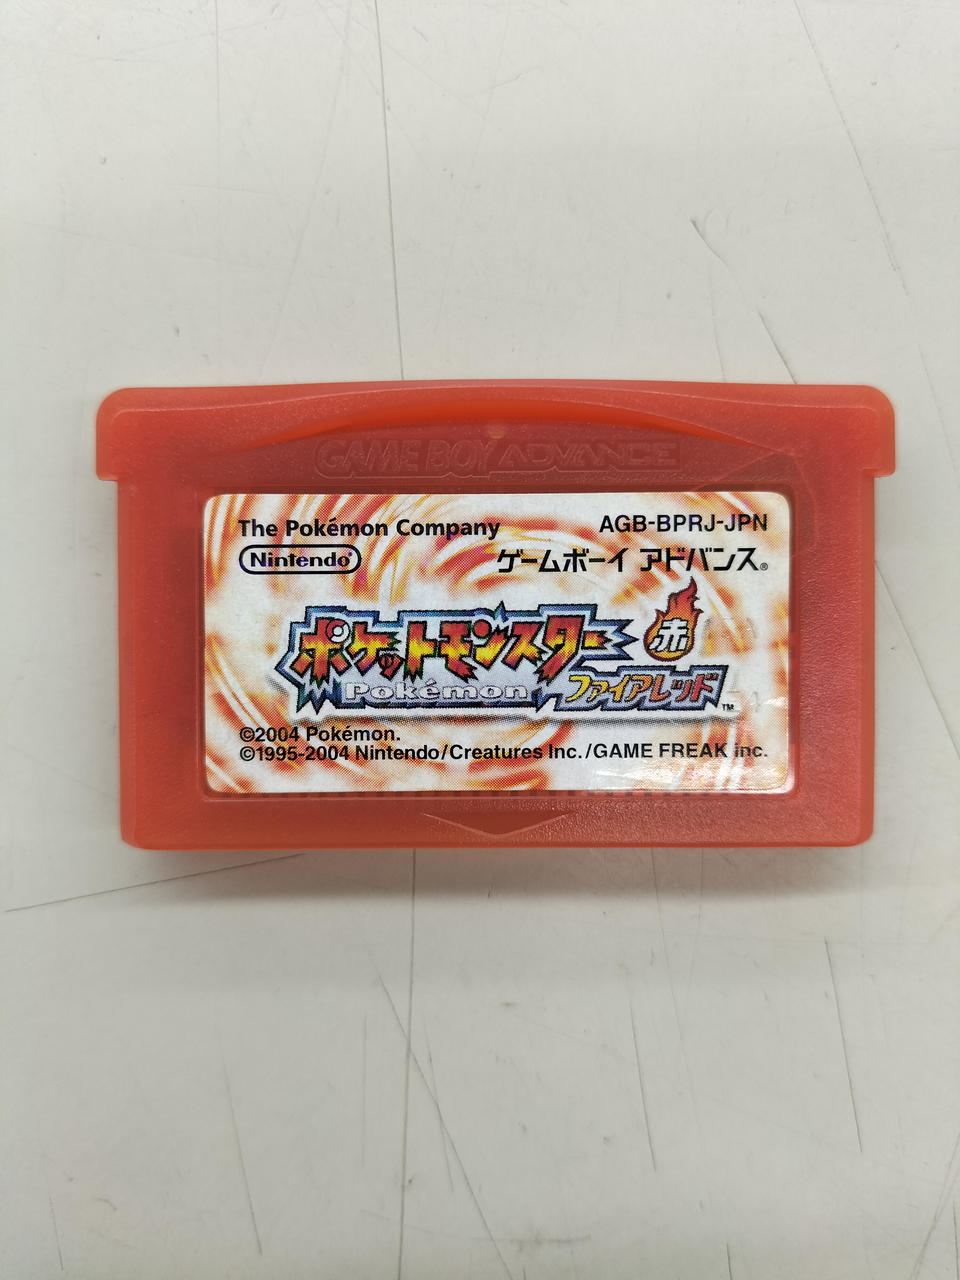 GAME BOY ADVANCE
The Pokémon Company AGB-BPRJ-JPN
Nintendo® ゲームボーイ アドバンス®
ポケットモンスター 赤
Pokémon ファイアレッド™
©2004 Pokémon.
©1995-2004 Nintendo/Creatures Inc./GAME FREAK inc.